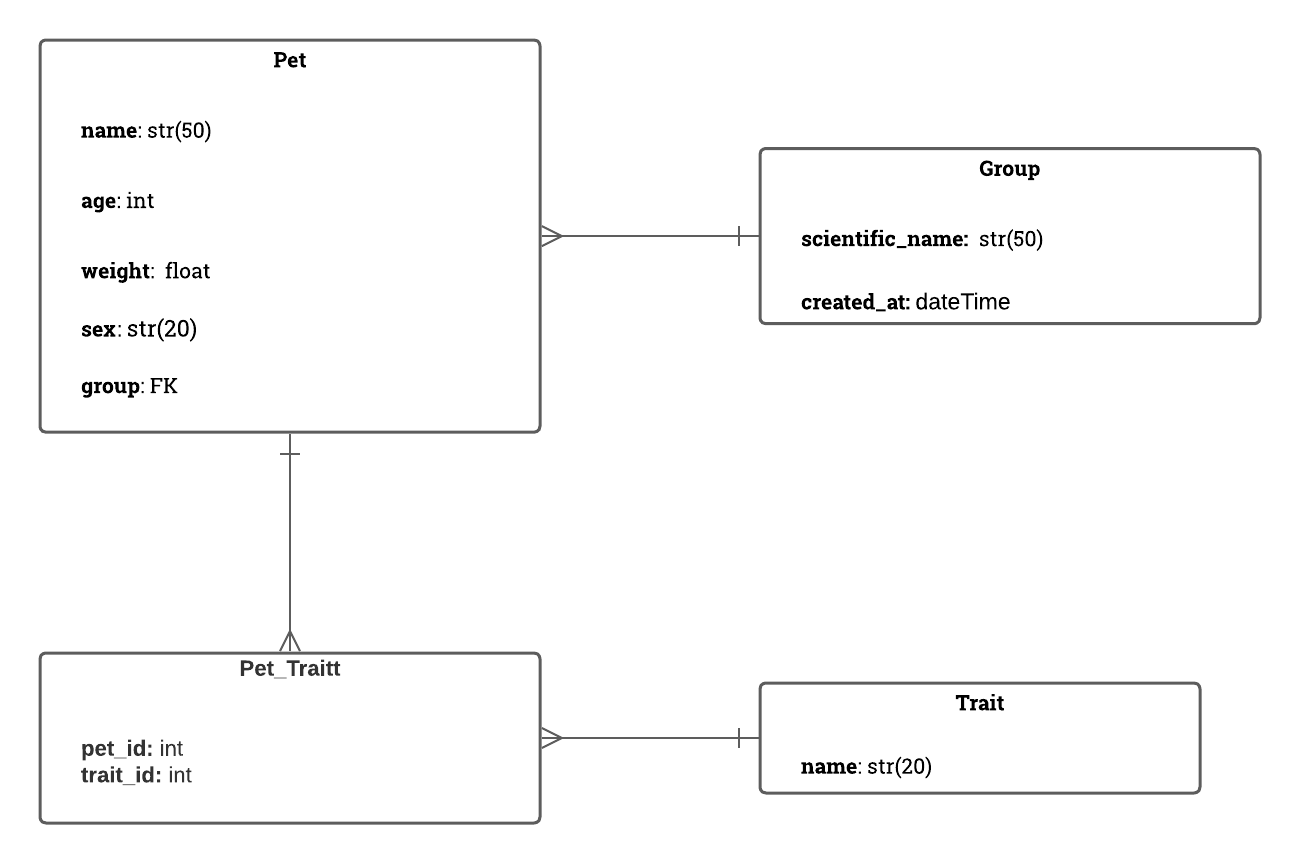 Pet
name: str(50)
age: int
weight: float
sex: str(20)
group: FK
Group
scientific_name: str(50)
created_at: dateTime
Pet_Traitt
pet_id: int
trait_id: int
Trait
name: str(20)